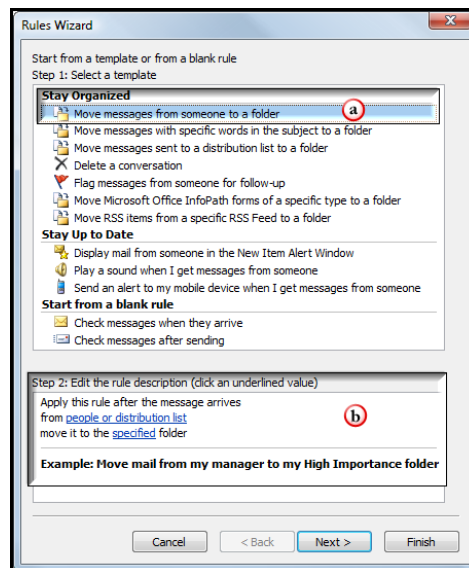 Rules Wizard
Start from a template or from a blank rule
Step 1: Select a template
Stay Organized
Move messages from someone to a folder
a
Move messages with specific words in the subject to a folder
Move messages sent to a distribution list to a folder
Delete a conversation
Flag messages from someone for follow-up
Move Microsoft Office InfoPath forms of a specific type to a folder
Move RSS items from a specific RSS Feed to a folder
Stay Up to Date
Display mail from someone in the New Item Alert Window
Play a sound when I get messages from someone
Send an alert to my mobile device when I get messages from someone
Start from a blank rule
Check messages when they arrive
Check messages after sending
Step 2: Edit the rule description (click an underlined value)
Apply this rule after the message arrives
from people or distribution list
b
move it to the specified folder
Example: Move mail from my manager to my High Importance folder
Cancel < Back Next > Finish